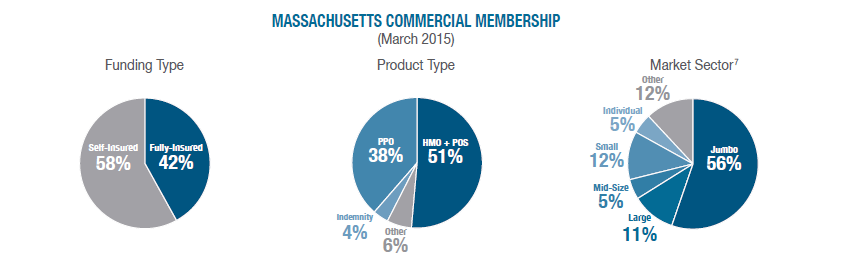 MASSACHUSETTS COMMERCIAL MEMBERSHIP
(March 2015)
Funding Type
Self-Insured
58%
Fully-Insured
42%
Product Type
PPO
38%
HMO + POS
51%
Indemnity
4%
Other
6%
Market Sector7
Other
12%
Individual
5%
Small
12%
Mid-Size
5%
Large
11%
Jumbo
56%